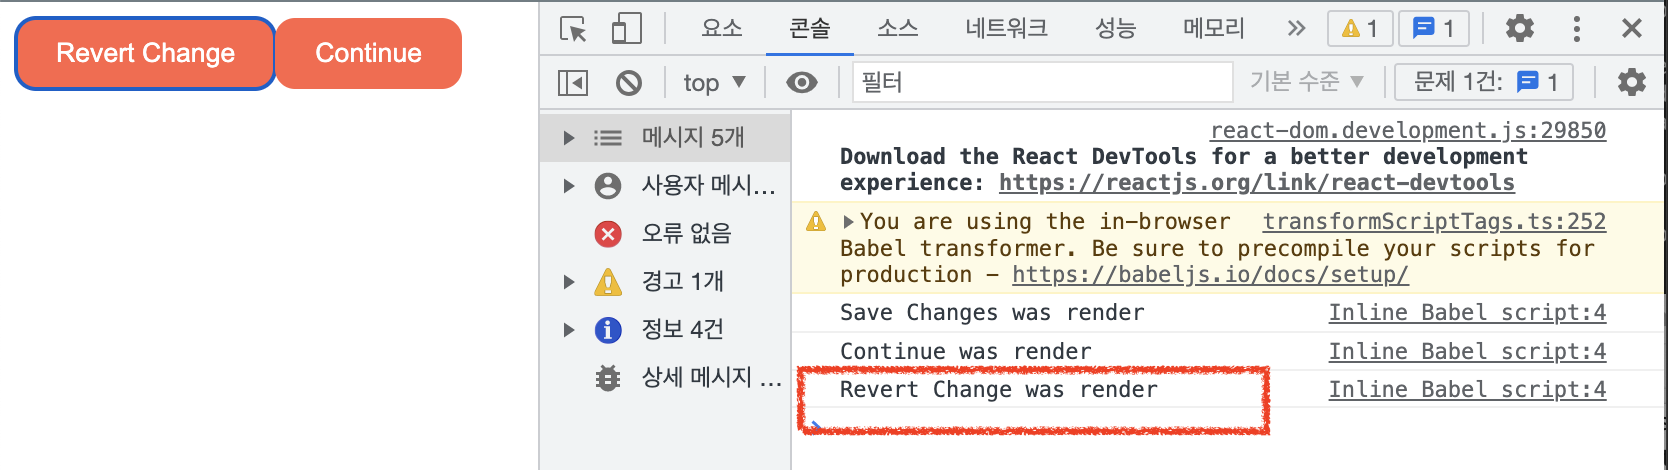 Revert Change
Continue
요소
콘솔
소스
네트워크
성능
메모리
1
1
top
필터
기본 수준
문제 1건:
1
메시지 5개
사용자 메시...
오류 없음
경고 1개
정보 4건
상세 메시지 ...
react-dom.development.js:29850
Download the React DevTools for a better development
experience: https://reactjs.org/link/react-devtools
You are using the in-browser transformScriptTags.ts:252
Babel transformer. Be sure to precompile your scripts for
production – https://babeljs.io/docs/setup/
Save Changes was render Inline Babel script:4
Continue was render Inline Babel script:4
Revert Change was render Inline Babel script:4